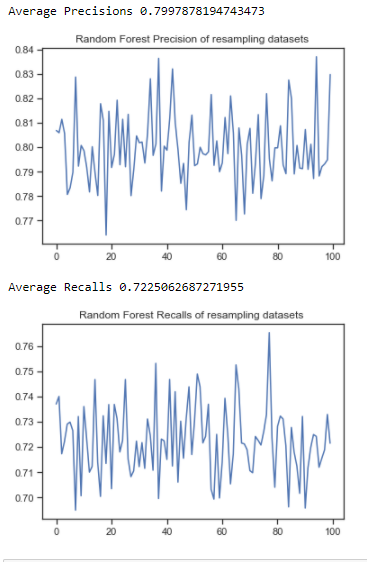 Average Precisions 0.7997878194743473
Random Forest Precision of resampling datasets
0.84
0.83
0.82
0.81
0.80
0.79
0.78
0.77
0 20 40 60 80 100
Average Recalls 0.7225062687271955
Random Forest Recalls of resampling datasets
0.76
0.75
0.74
0.73
0.72
0.71
0.70
0 20 40 60 80 100